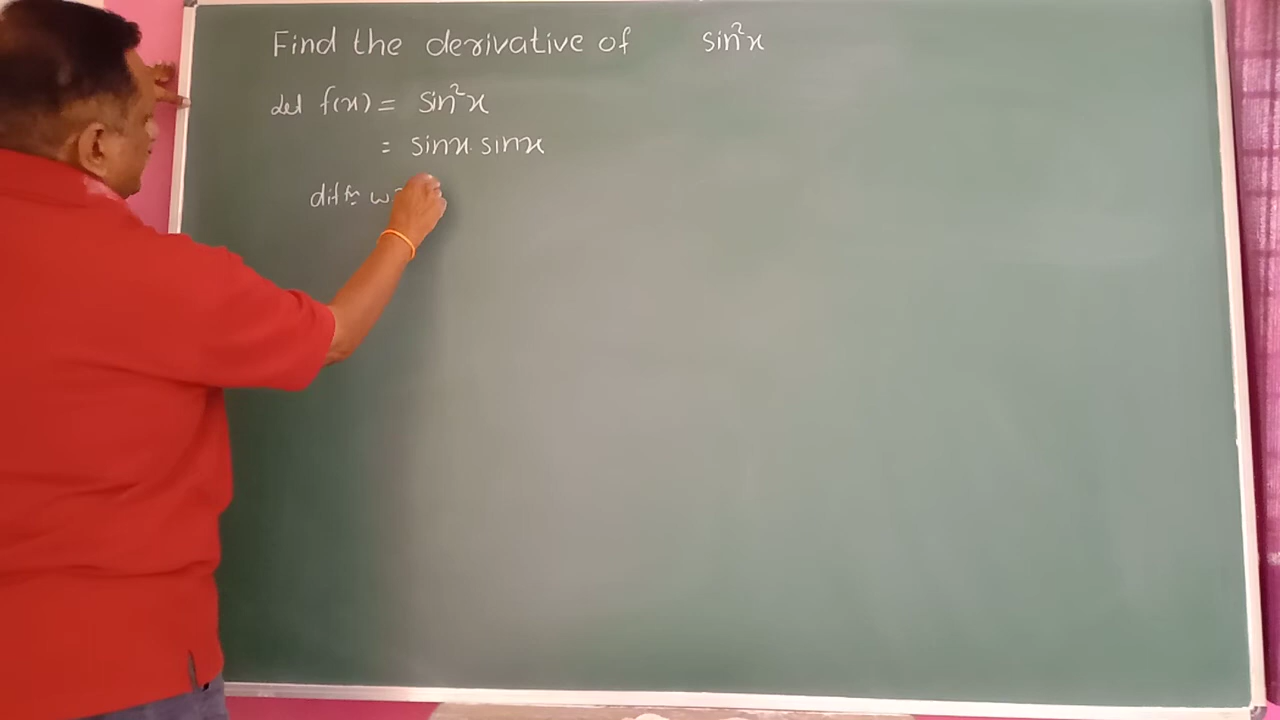 Find the derivative of sin²x
Let f(x) = sin²x
= sinx. sinx
diff